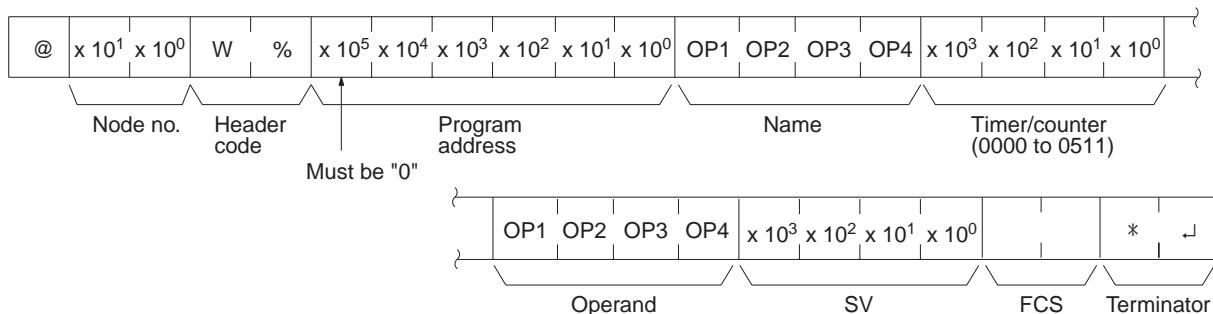 @ x 10¹ x 10⁰ W % x 10⁵ x 10⁴ x 10³ x 10² x 10¹ x 10⁰ OP1 OP2 OP3 OP4 x 10³ x 10² x 10¹ x 10⁰
Node no. Header code Program address Name Timer/counter (0000 to 0511)
Must be "0"
OP1 OP2 OP3 OP4 x 10³ x 10² x 10¹ x 10⁰ * ↵
Operand SV FCS Terminator